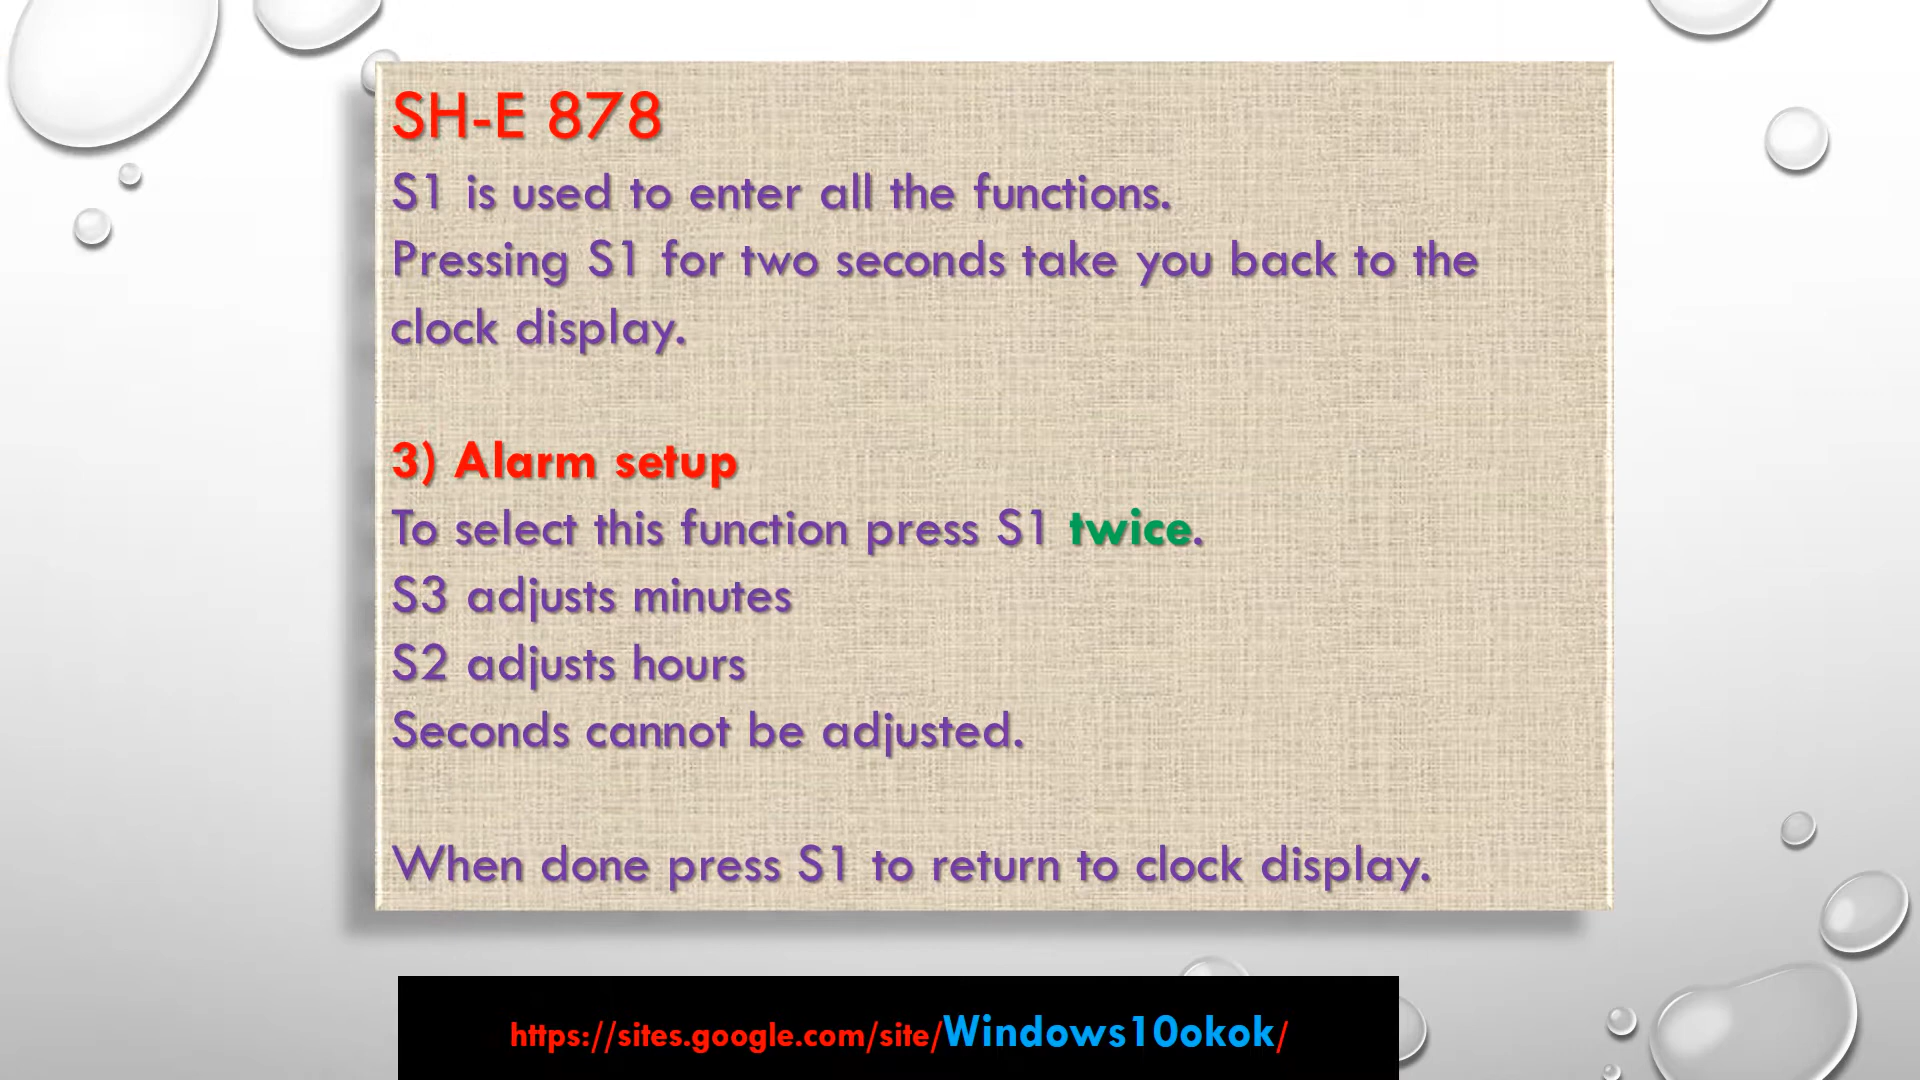 SH-E 878
S1 is used to enter all the functions.
Pressing S1 for two seconds take you back to the
clock display.
3) Alarm setup
To select this function press S1 twice.
S3 adjusts minutes
S2 adjusts hours
Seconds cannot be adjusted.
When done press S1 to return to clock display.
https://sites.google.com/site/Windows10okok/